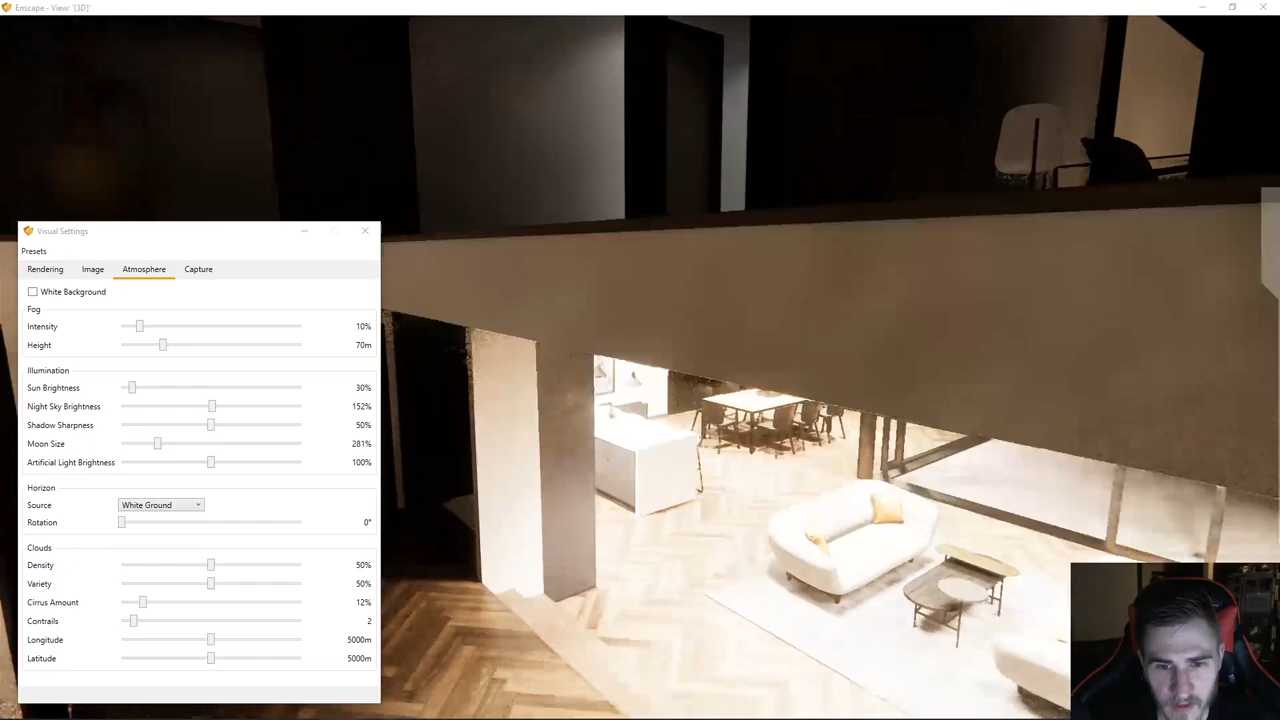 Enscape - View: '{3D}'
Visual Settings
Presets
Rendering Image Atmosphere Capture
White Background
Fog
Intensity 10%
Height 70m
Illumination
Sun Brightness 30%
Night Sky Brightness 152%
Shadow Sharpness 50%
Moon Size 281%
Artificial Light Brightness 100%
Horizon
Source White Ground
Rotation 0°
Clouds
Density 50%
Variety 50%
Cirrus Amount 12%
Contrails 2
Longitude 5000m
Latitude 5000m